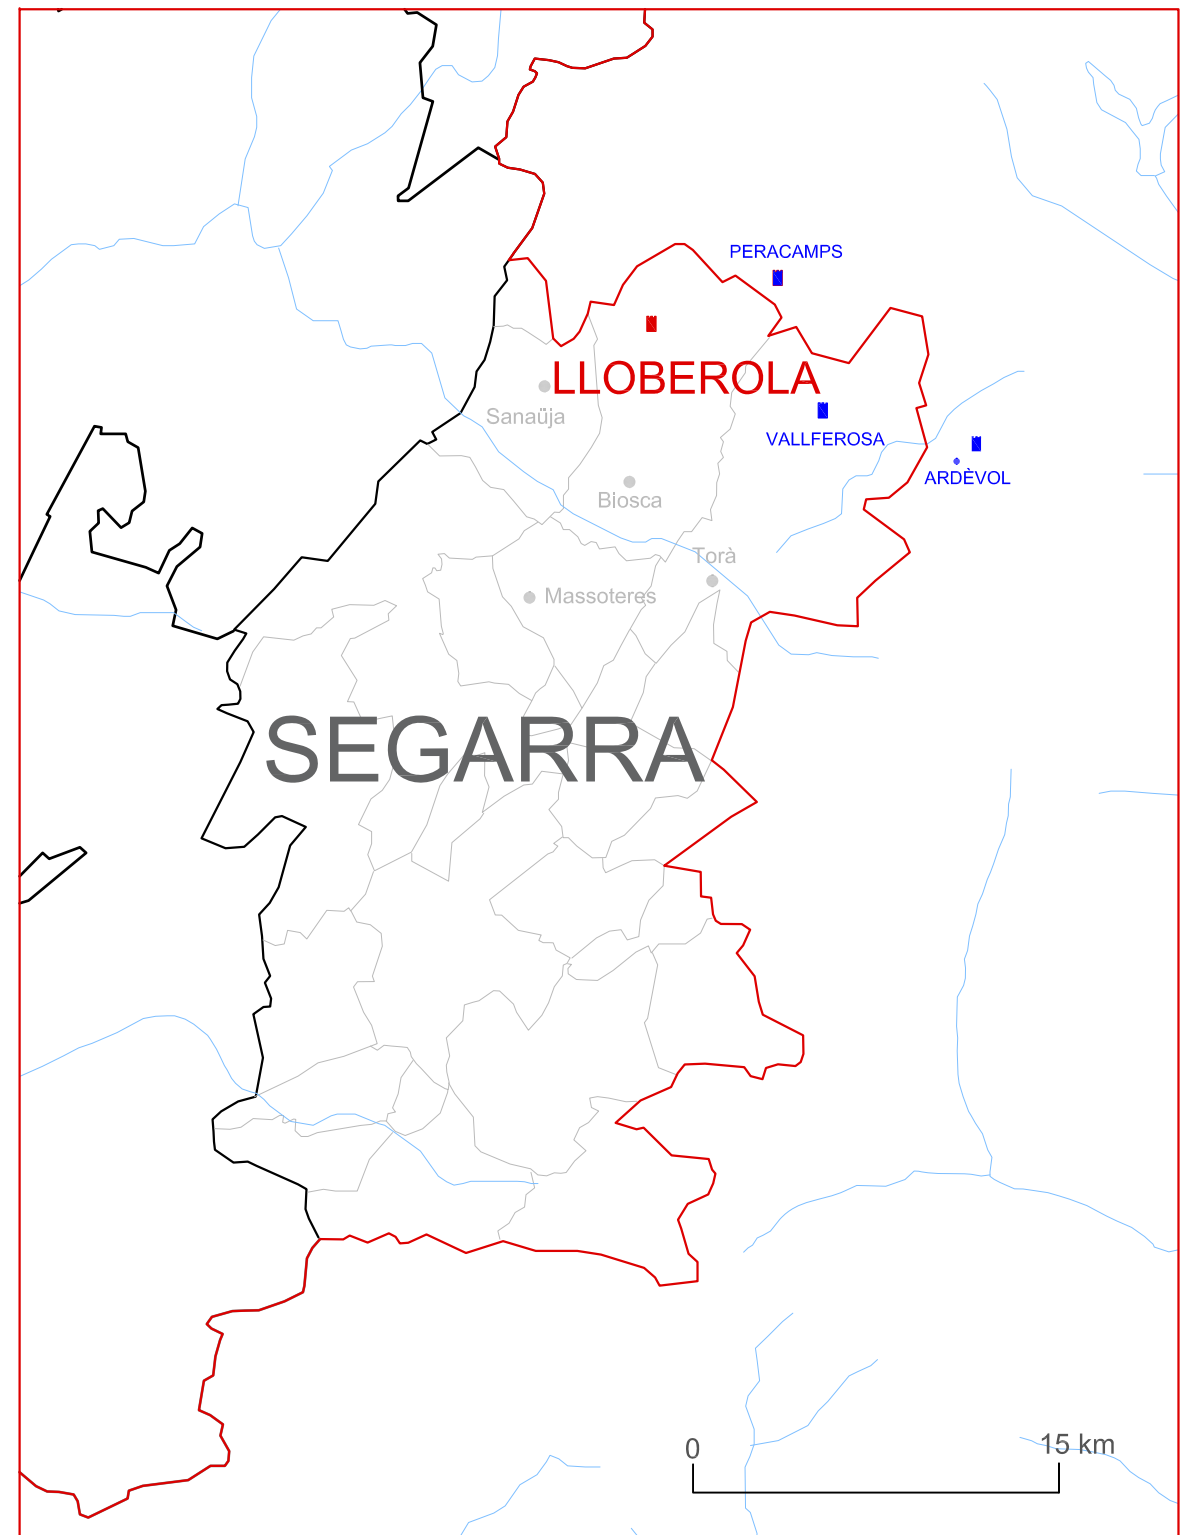 PERACAMPS
LLOBEROLA
Sanaüja
VALLFEROSA
ARDÈVOL
Biosca
Torà
Massoteres
SEGARRA
0 15 km